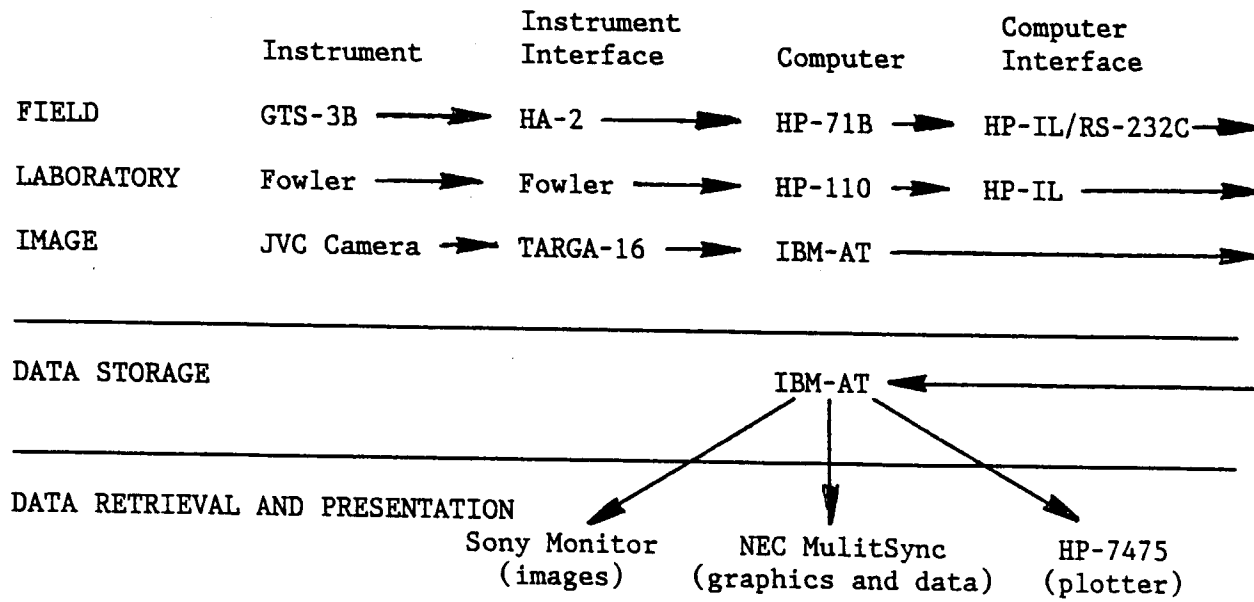 Instrument Instrument Interface Computer Computer Interface
FIELD GTS-3B HA-2 HP-71B HP-IL/RS-232C
LABORATORY Fowler Fowler HP-110 HP-IL
IMAGE JVC Camera TARGA-16 IBM-AT
DATA STORAGE IBM-AT
DATA RETRIEVAL AND PRESENTATION
Sony Monitor NEC MulitSync HP-7475
(images) (graphics and data) (plotter)